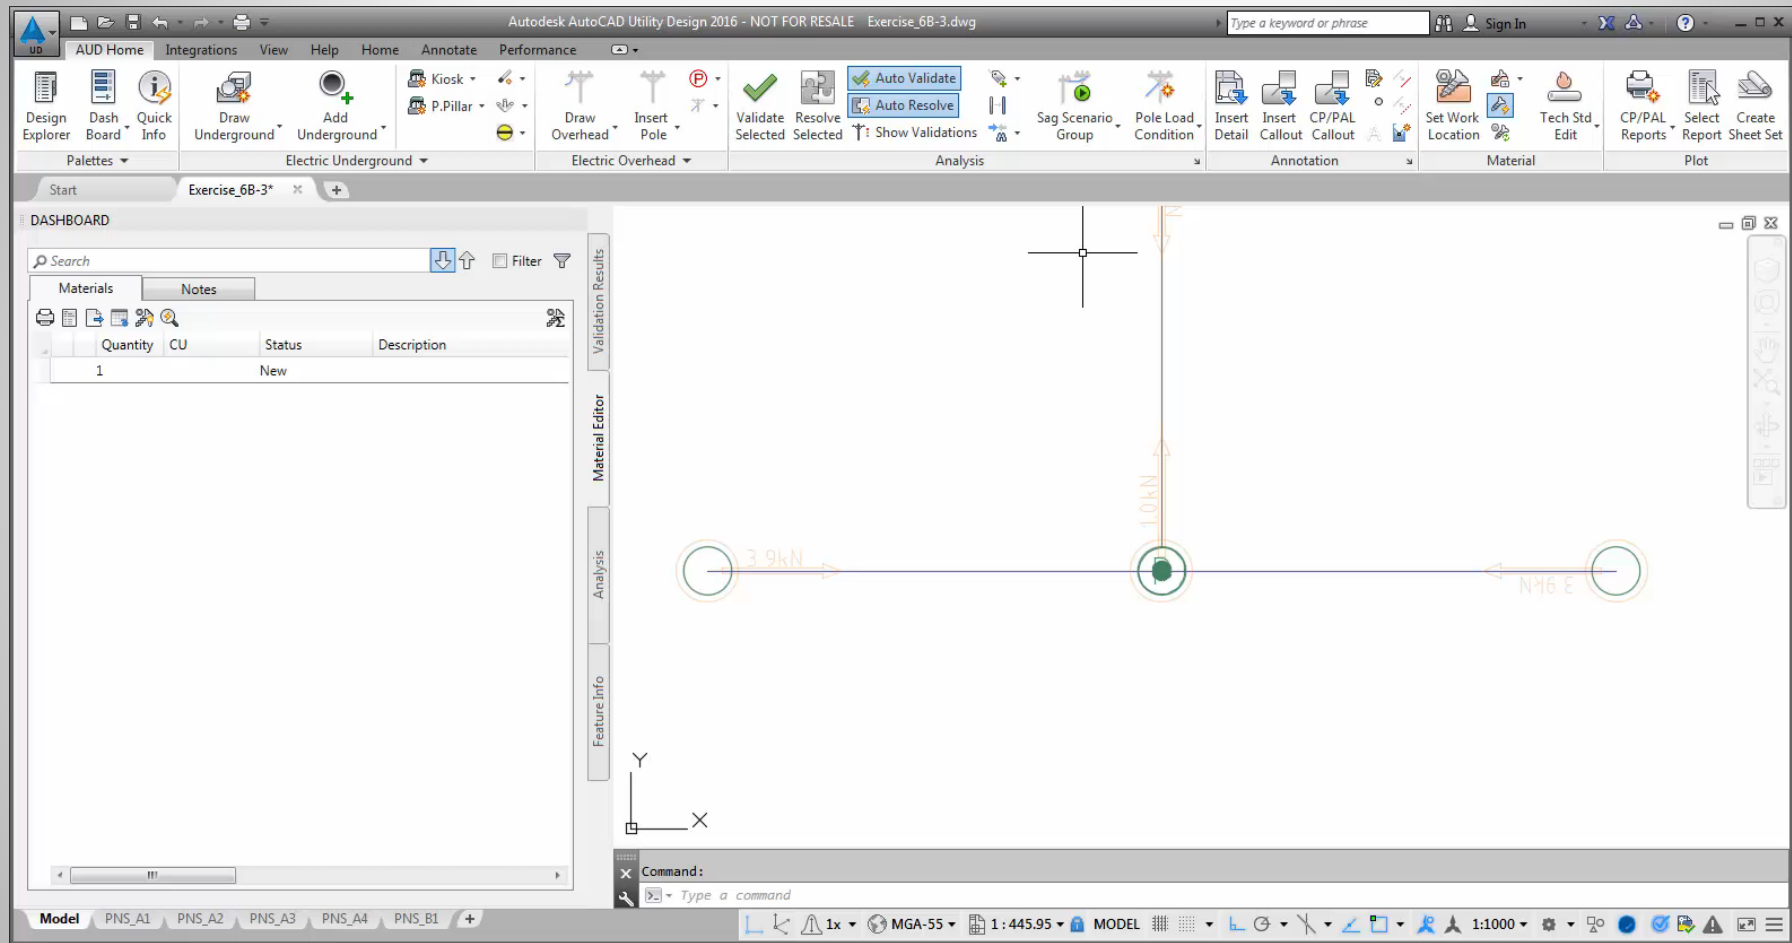 Autodesk AutoCAD Utility Design 2016 - NOT FOR RESALE Exercise_6B-3.dwg
Type a keyword or phrase
Sign In
UD
AUD Home
Integrations
View
Help
Home
Annotate
Performance
Design Explorer
Dash Board
Quick Info
Palettes
Draw Underground
Add Underground
Kiosk
P.Pillar
Electric Underground
Draw Overhead
Insert Pole
Electric Overhead
Validate Selected
Resolve Selected
Auto Validate
Auto Resolve
Show Validations
Sag Scenario Group
Pole Load Condition
Analysis
Insert Detail
Insert Callout
CP/PAL Callout
Annotation
Set Work Location
Material
Tech Std Edit
CP/PAL Reports
Select Report
Create Sheet Set
Plot
Start
Exercise_6B-3*
DASHBOARD
Search
Filter
Materials
Notes
Quantity CU Status Description
1 New
Validation Results
Material Editor
Analysis
Feature Info
N
1.0kN
3.9kN
3.9kN
P
Y
X
Command:
Type a command
Model
PNS_A1
PNS_A2
PNS_A3
PNS_A4
PNS_B1
1x
MGA-55
1 : 445.95
MODEL
1:1000